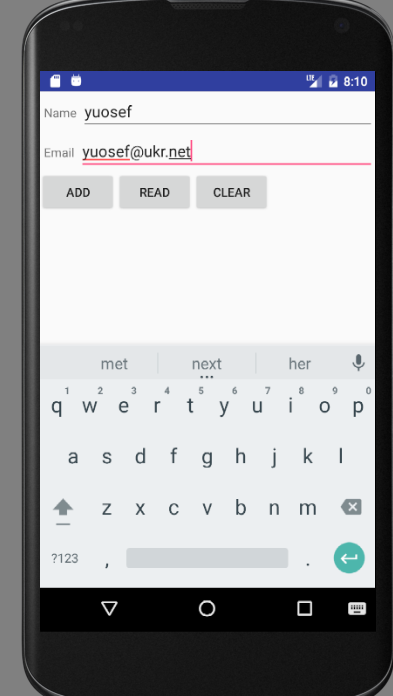 LTE 8:10
Name yuosef
Email yuosef@ukr.net
ADD READ CLEAR
met next her
1 2 3 4 5 6 7 8 9 0
q w e r t y u i o p
a s d f g h j k l
z x c v b n m
?123 , .